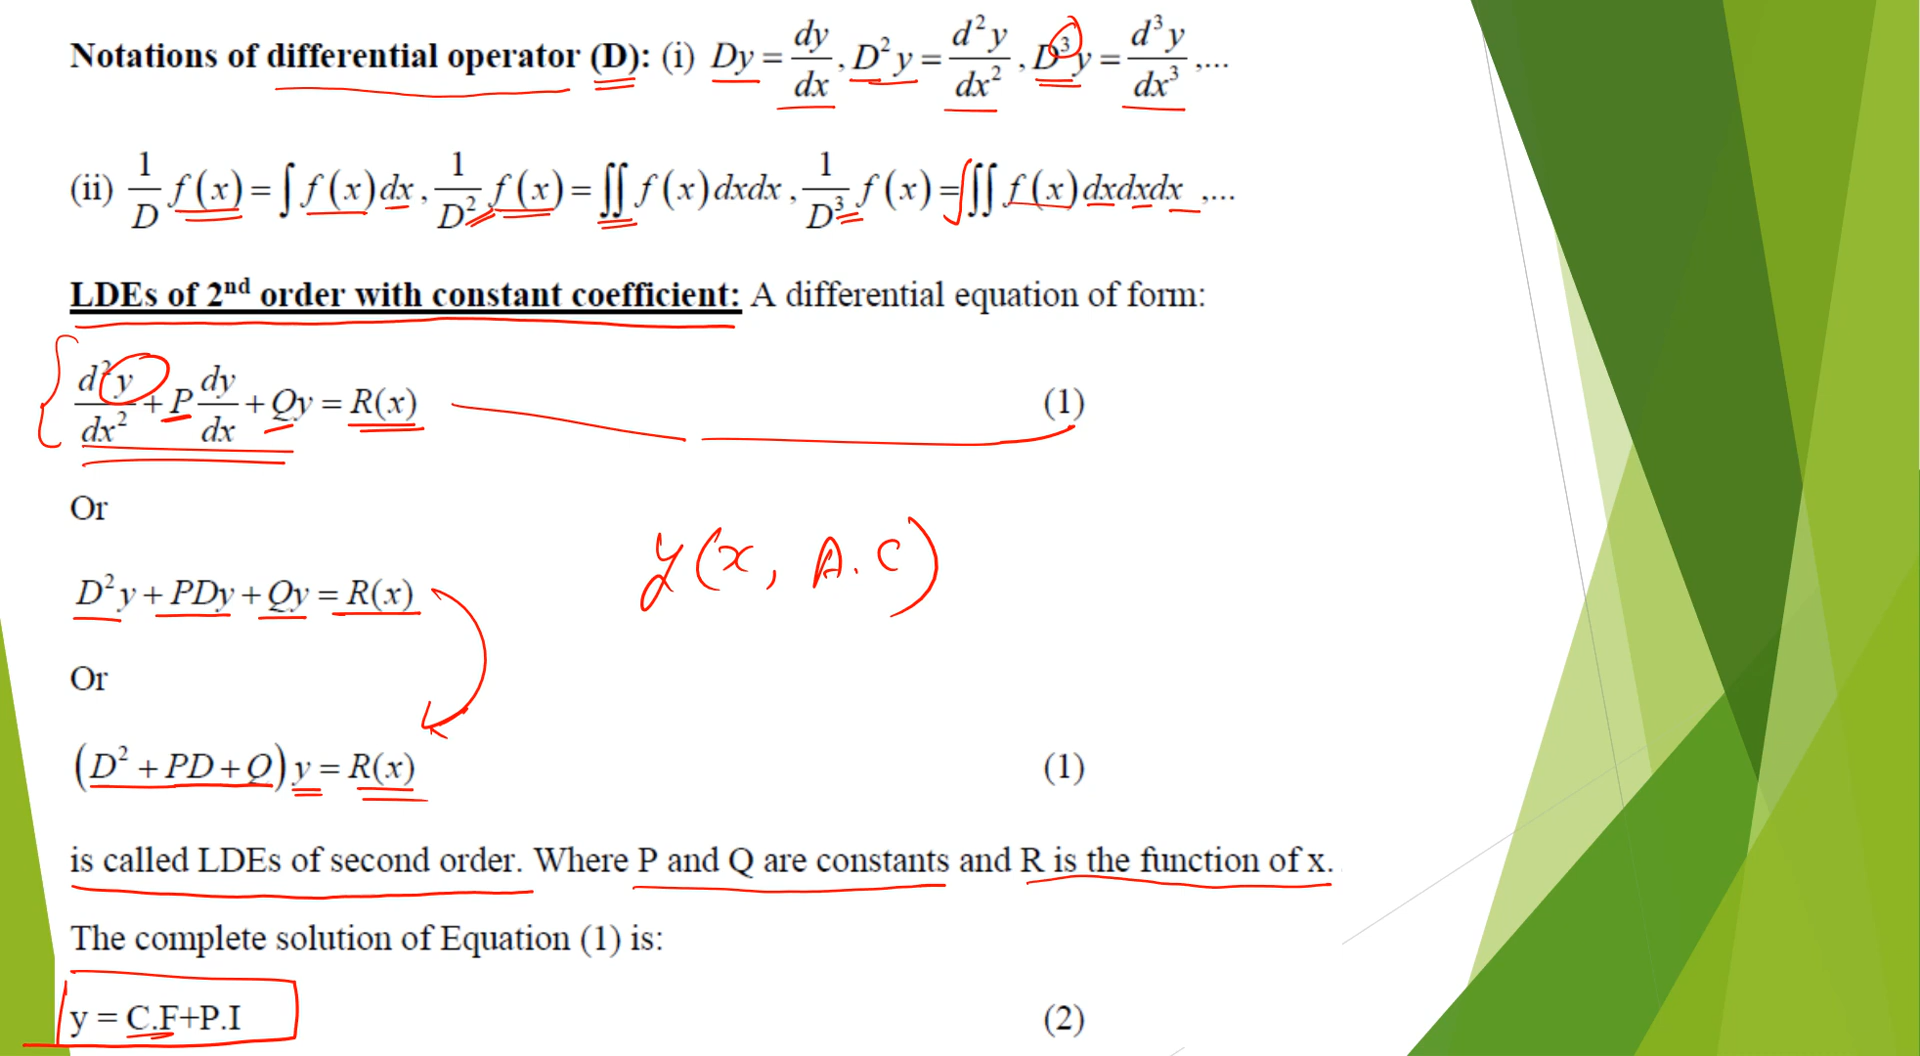 Notations of differential operator (D): (i) Dy = dy/dx, D²y = d²y/dx², D³y = d³y/dx³,...
(ii) 1/D f(x) = ∫ f(x)dx, 1/D² f(x) = ∬ f(x)dxdx, 1/D³ f(x) = ∫∬ f(x)dxdxdx,...
LDEs of 2nd order with constant coefficient: A differential equation of form:
d²y/dx² + P dy/dx + Qy = R(x) (1)
Or
y(x, A.C)
D²y + PDy + Qy = R(x)
Or
(D² + PD + Q) y = R(x) (1)
is called LDEs of second order. Where P and Q are constants and R is the function of x.
The complete solution of Equation (1) is:
y = C.F+P.I (2)